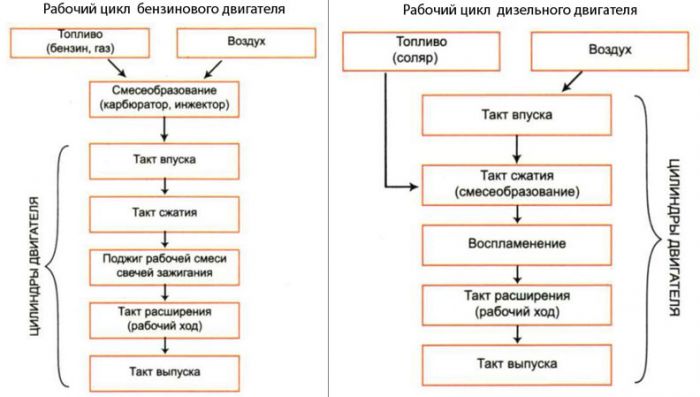 Рабочий цикл бензинового двигателя
Топливо
(бензин, газ)
Воздух
Смесеобразование
(карбюратор, инжектор)
Такт впуска
Такт сжатия
Поджиг рабочей смеси
свечей зажигания
Такт расширения
(рабочий ход)
Такт выпуска
ЦИЛИНДРЫ ДВИГАТЕЛЯ
Рабочий цикл дизельного двигателя
Топливо
(соляр)
Воздух
Такт впуска
Такт сжатия
(смесеобразование)
Воспламенение
Такт расширения
(рабочий ход)
Такт выпуска
ЦИЛИНДРЫ ДВИГАТЕЛЯ